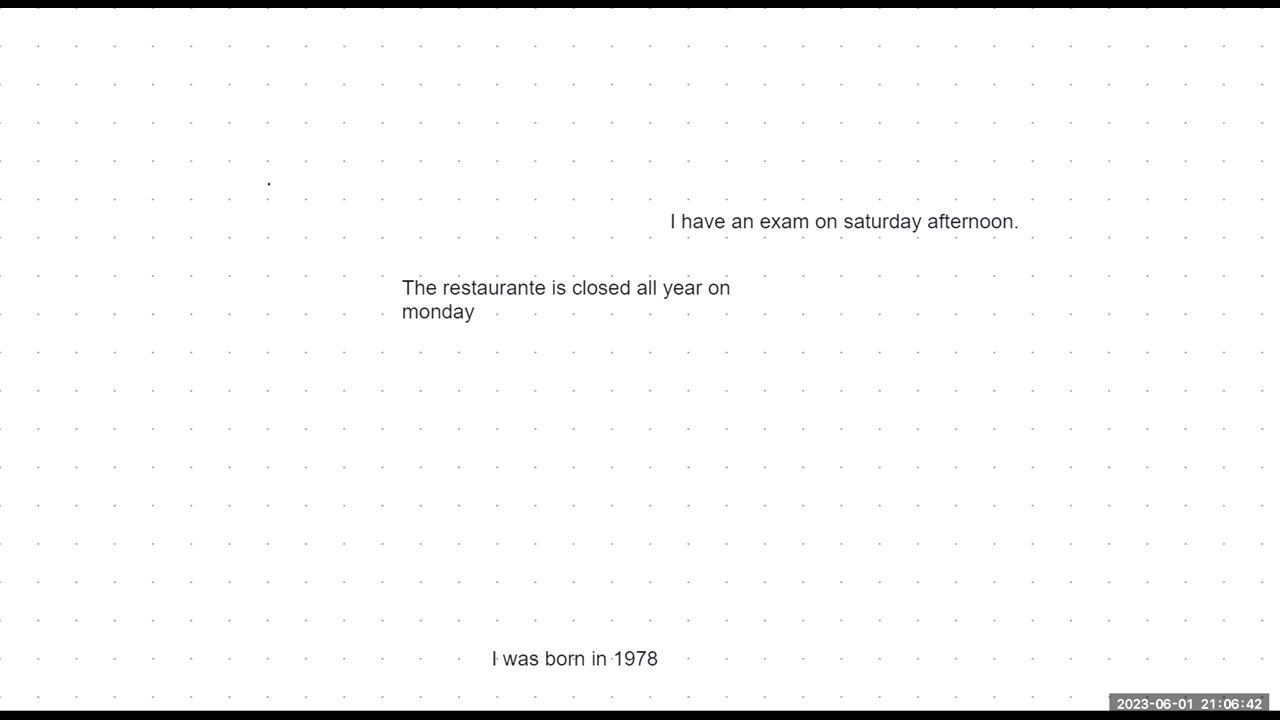 I have an exam on saturday afternoon.
The restaurante is closed all year on
monday
I was born in 1978
2023-06-01 21:06:42